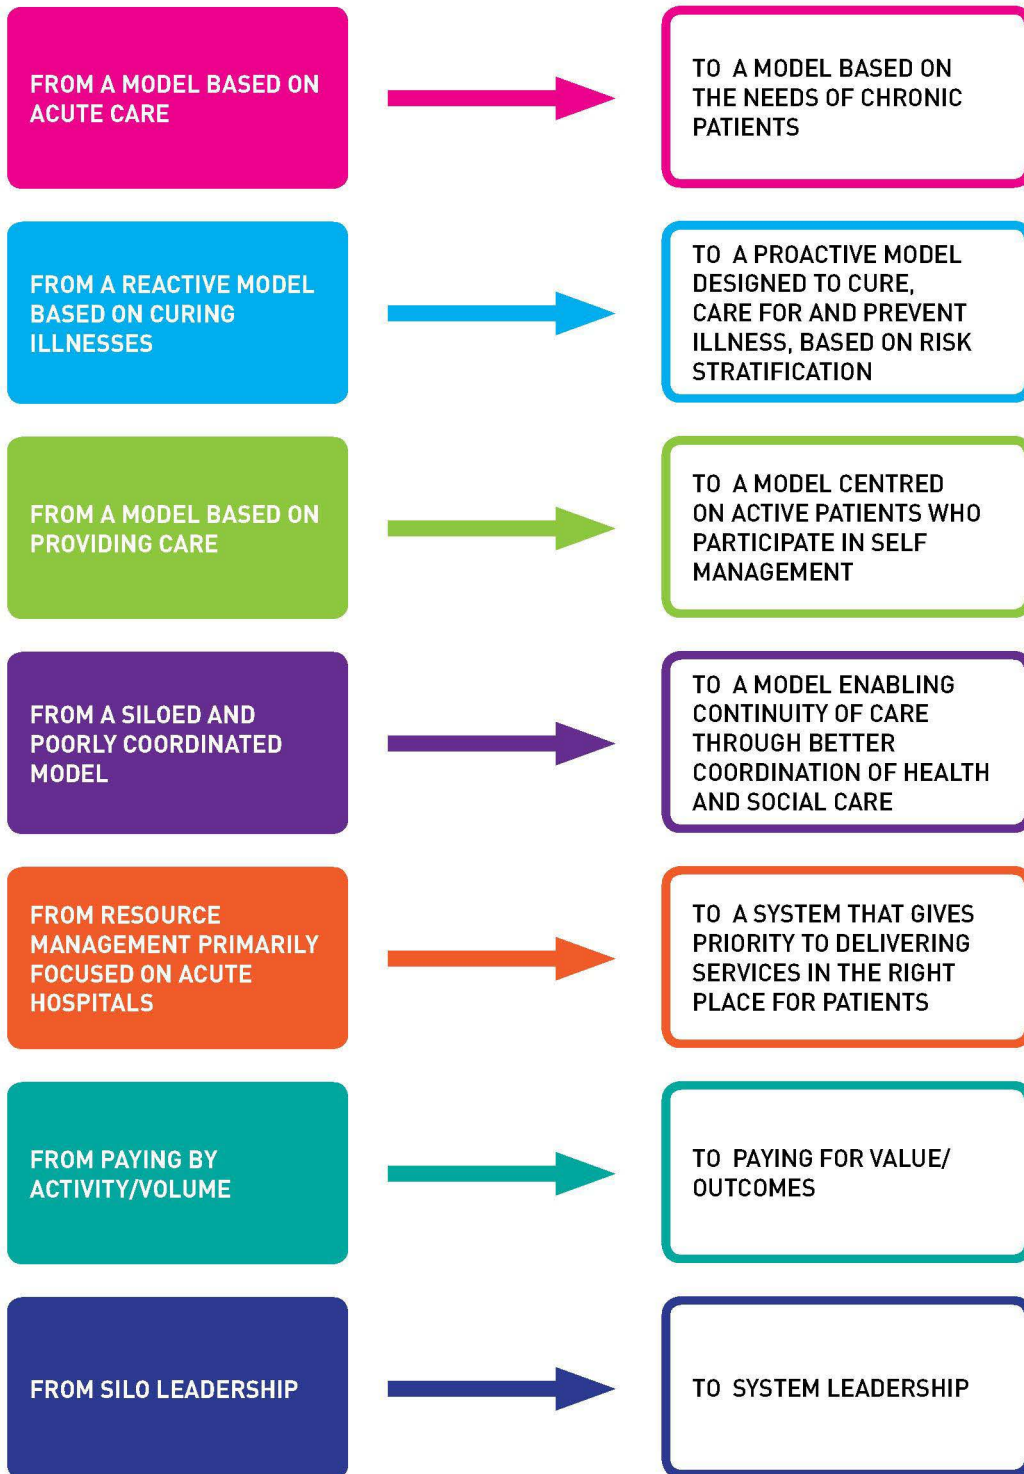 FROM A MODEL BASED ON
ACUTE CARE
TO A MODEL BASED ON
THE NEEDS OF CHRONIC
PATIENTS
FROM A REACTIVE MODEL
BASED ON CURING
ILLNESSES
TO A PROACTIVE MODEL
DESIGNED TO CURE,
CARE FOR AND PREVENT
ILLNESS, BASED ON RISK
STRATIFICATION
FROM A MODEL BASED ON
PROVIDING CARE
TO A MODEL CENTRED
ON ACTIVE PATIENTS WHO
PARTICIPATE IN SELF
MANAGEMENT
FROM A SILOED AND
POORLY COORDINATED
MODEL
TO A MODEL ENABLING
CONTINUITY OF CARE
THROUGH BETTER
COORDINATION OF HEALTH
AND SOCIAL CARE
FROM RESOURCE
MANAGEMENT PRIMARILY
FOCUSED ON ACUTE
HOSPITALS
TO A SYSTEM THAT GIVES
PRIORITY TO DELIVERING
SERVICES IN THE RIGHT
PLACE FOR PATIENTS
FROM PAYING BY
ACTIVITY/VOLUME
TO PAYING FOR VALUE/
OUTCOMES
FROM SILO LEADERSHIP
TO SYSTEM LEADERSHIP